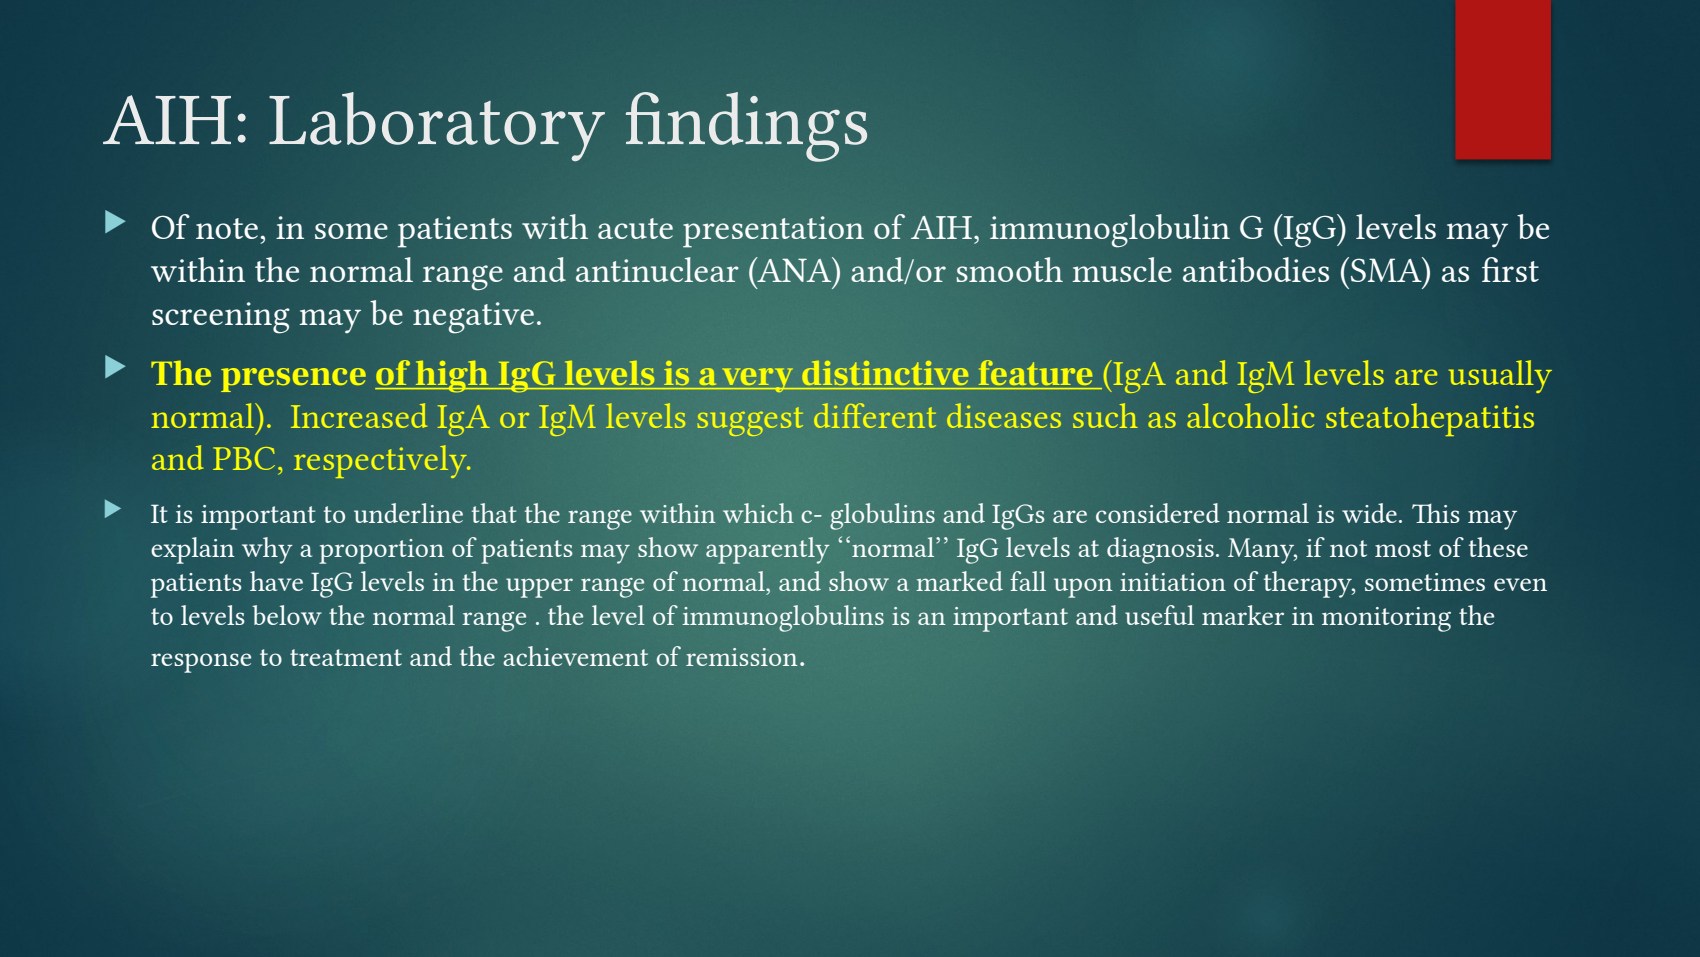 AIH: Laboratory findings
Of note, in some patients with acute presentation of AIH, immunoglobulin G (IgG) levels may be
within the normal range and antinuclear (ANA) and/or smooth muscle antibodies (SMA) as first
screening may be negative.
The presence of high IgG levels is a very distinctive feature (IgA and IgM levels are usually
normal).  Increased IgA or IgM levels suggest different diseases such as alcoholic steatohepatitis
and PBC, respectively.
It is important to underline that the range within which c- globulins and IgGs are considered normal is wide. This may
explain why a proportion of patients may show apparently ‘‘normal’’ IgG levels at diagnosis. Many, if not most of these
patients have IgG levels in the upper range of normal, and show a marked fall upon initiation of therapy, sometimes even
to levels below the normal range . the level of immunoglobulins is an important and useful marker in monitoring the
response to treatment and the achievement of remission.